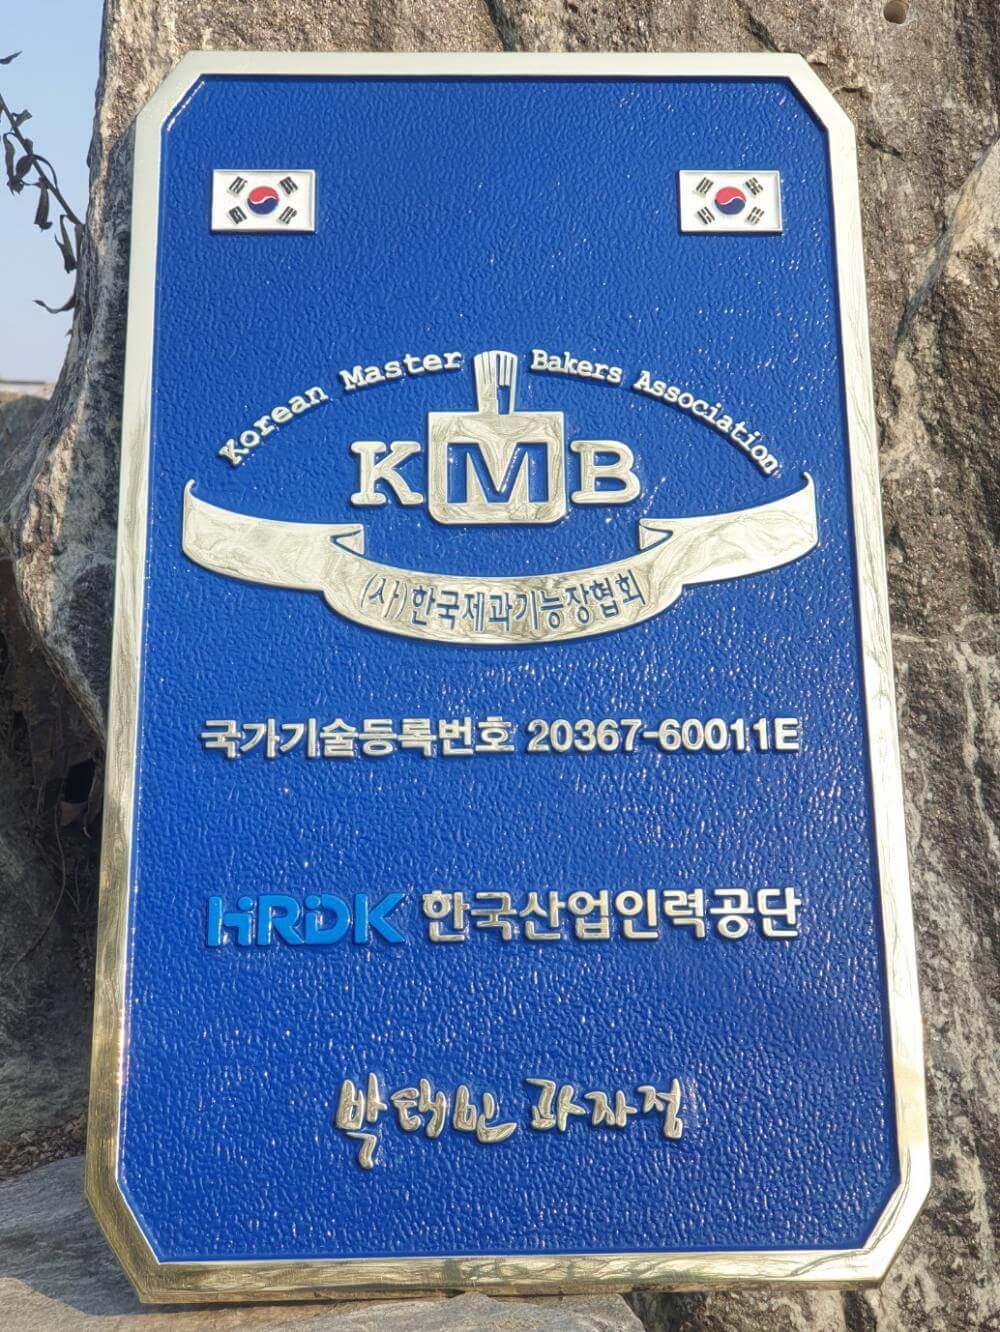 Korean Master Bakers Association
KMB
(사)한국제과기능장협회
국가기술등록번호 20367-60011E
HRDK 한국산업인력공단
박태민 과자점